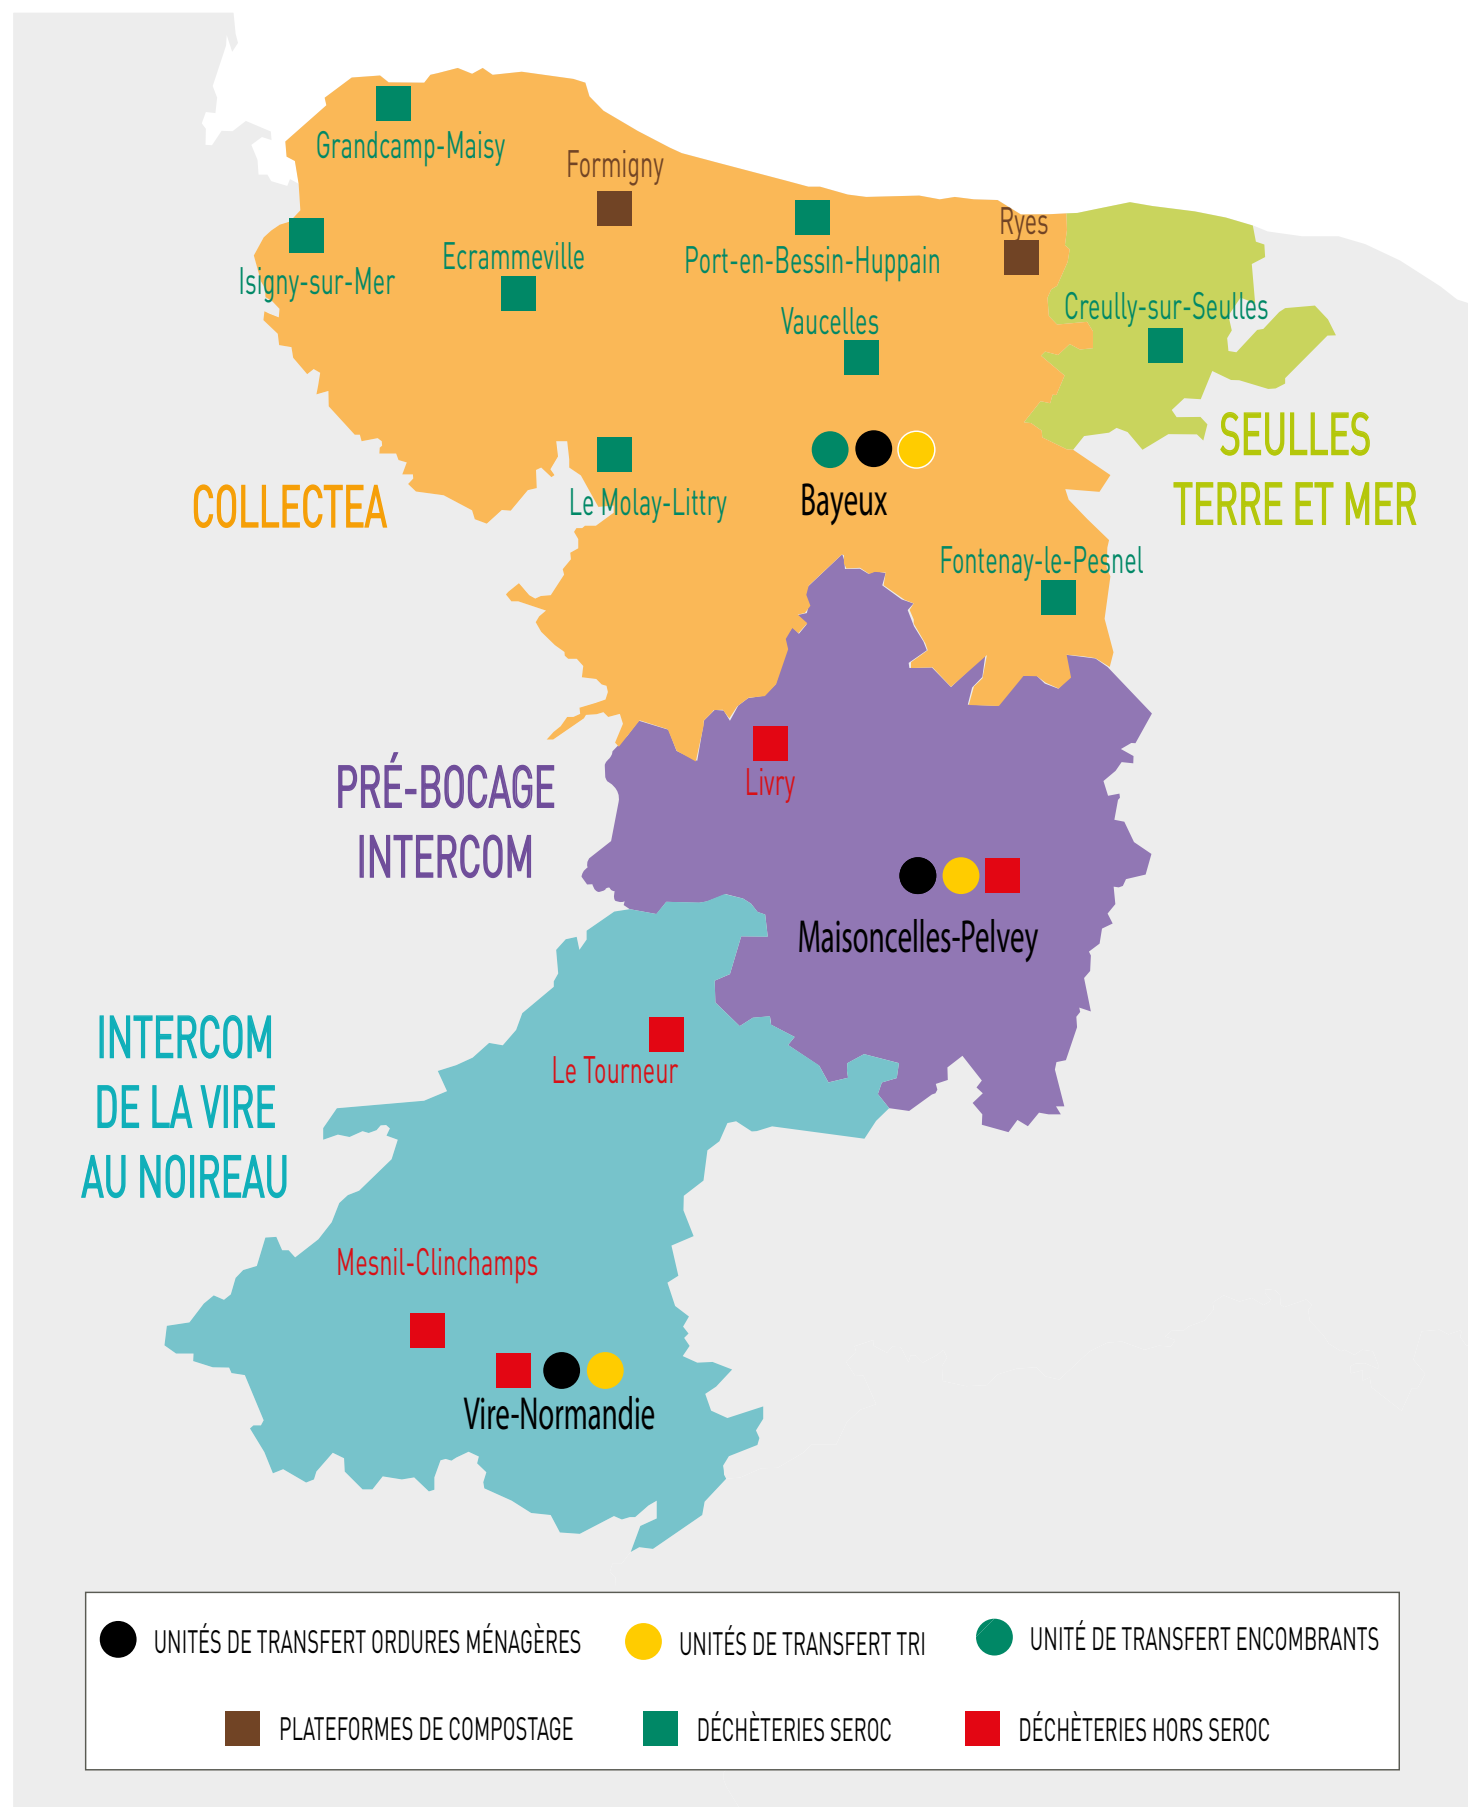 Grandcamp-Maisy
Formigny
Ryes
Isigny-sur-Mer
Ecrammeville
Port-en-Bessin-Huppain
Creully-sur-Seulles
Vaucelles
SEULLES
TERRE ET MER
COLLECTEA
Le Molay-Littry
Bayeux
Fontenay-le-Pesnel
PRÉ-BOCAGE
INTERCOM
Livry
Maisoncelles-Pelvey
INTERCOM
DE LA VIRE
AU NOIREAU
Le Tourneur
Mesnil-Clinchamps
Vire-Normandie
UNITÉS DE TRANSFERT ORDURES MÉNAGÈRES
UNITÉS DE TRANSFERT TRI
UNITÉ DE TRANSFERT ENCOMBRANTS
PLATEFORMES DE COMPOSTAGE
DÉCHÈTERIES SEROC
DÉCHÈTERIES HORS SEROC